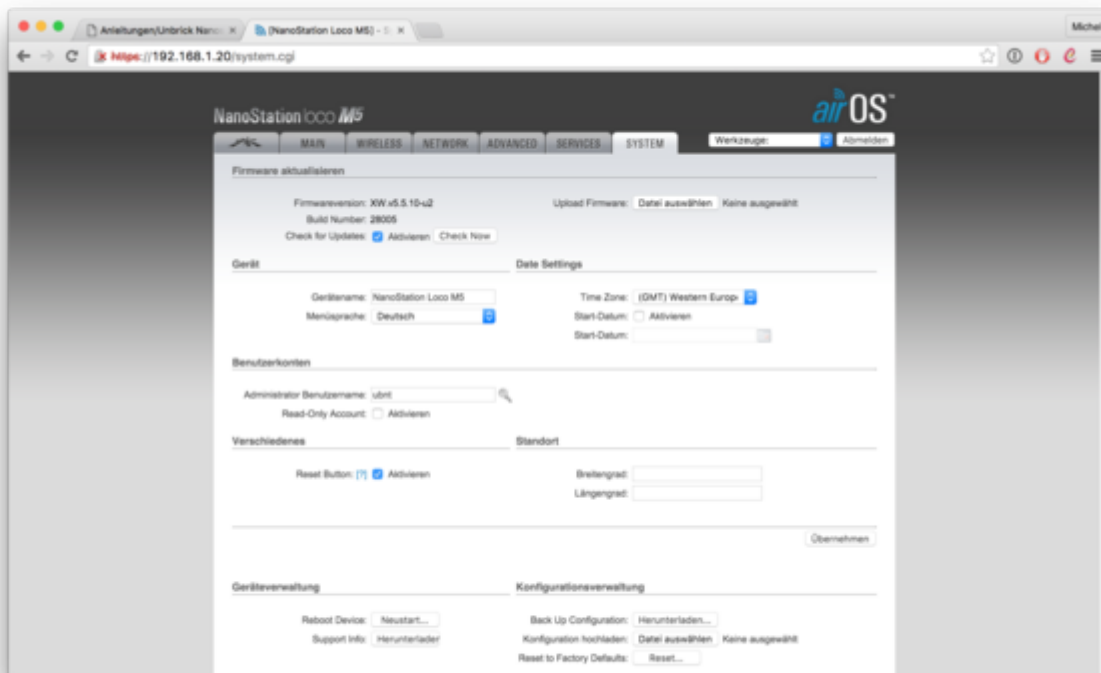 Anleitungen/Unbrick Nano
[NanoStation Loco M5] - S
Michel
https://192.168.1.20/system.cgi
NanoStation loco M5
airOS™
MAIN WIRELESS NETWORK ADVANCED SERVICES SYSTEM Werkzeuge: Abmelden
Firmware aktualisieren
Firmwareversion: XW.v5.5.10-u2 Upload Firmware: Datei auswählen Keine ausgewählt
Build Number: 28005
Check for Updates: Aktivieren Check Now
Gerät Date Settings
Gerätename: NanoStation Loco M5 Time Zone: (GMT) Western Europe
Menüsprache: Deutsch Start-Datum: Aktivieren
Start-Datum:
Benutzerkonten
Administrator Benutzername: ubnt
Read-Only Account: Aktivieren
Verschiedenes Standort
Reset Button: [?] Aktivieren Breitengrad:
Längengrad:
Übernehmen
Geräteverwaltung Konfigurationsverwaltung
Reboot Device: Neustart... Back Up Configuration: Herunterladen...
Support Info: Herunterladen Konfiguration hochladen: Datei auswählen Keine ausgewählt
Reset to Factory Defaults: Reset...